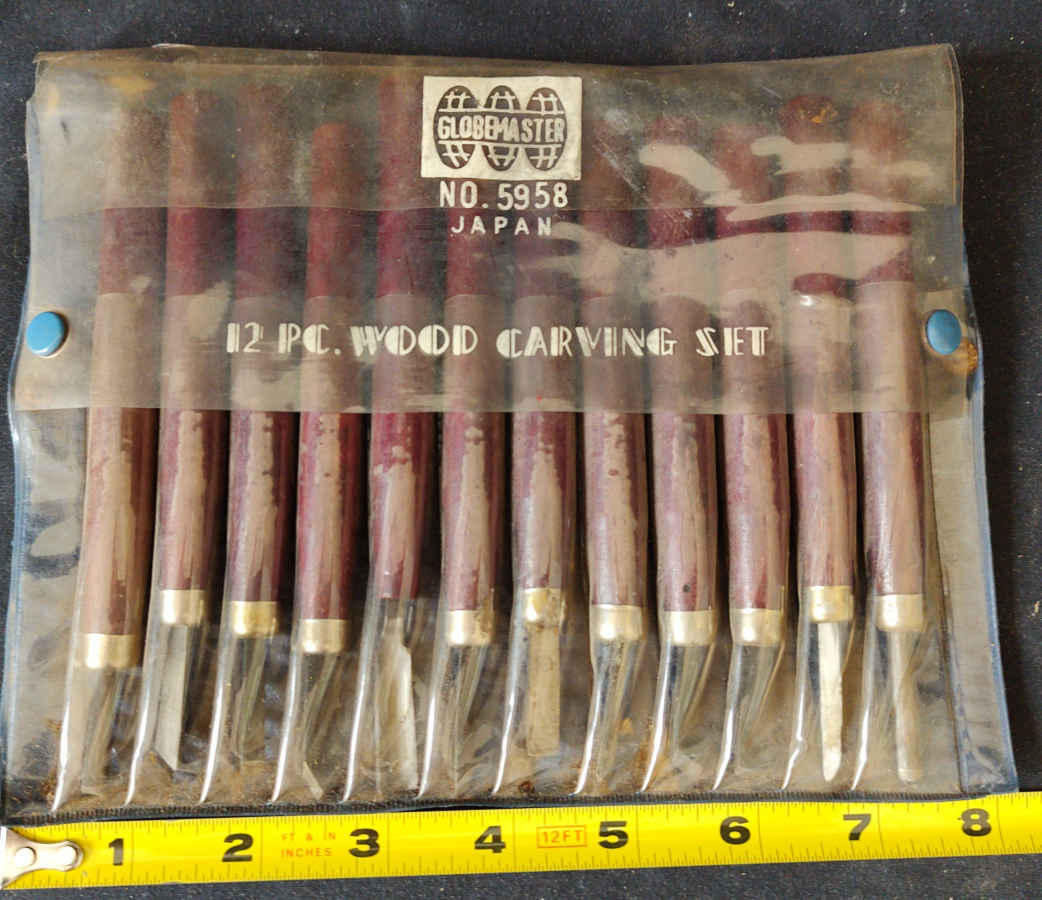 GLOBEMASTER
NO. 5958
JAPAN
12 PC. WOOD CARVING SET
1 2 FT & IN INCHES 3 4 12FT 5 6 7 8